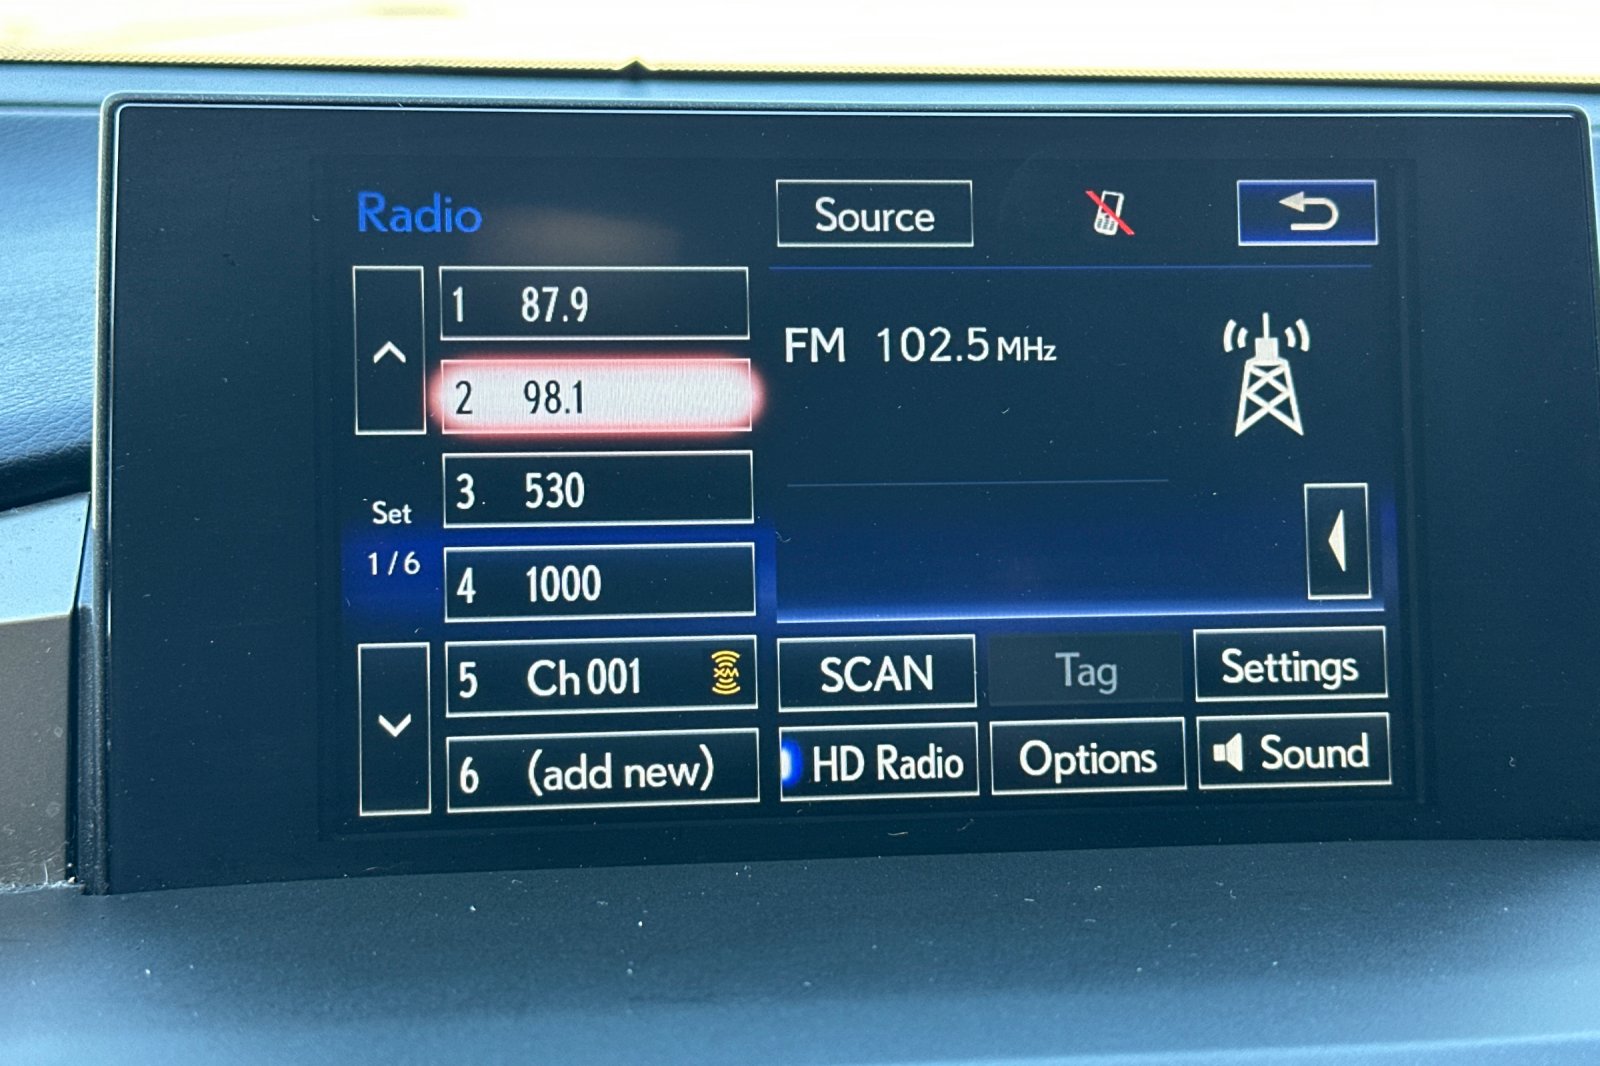 Radio
Source
1 87.9
2 98.1
3 530
4 1000
5 Ch 001 XM
6 (add new)
Set
1/6
FM 102.5 MHz
SCAN
Tag
Settings
HD Radio
Options
Sound